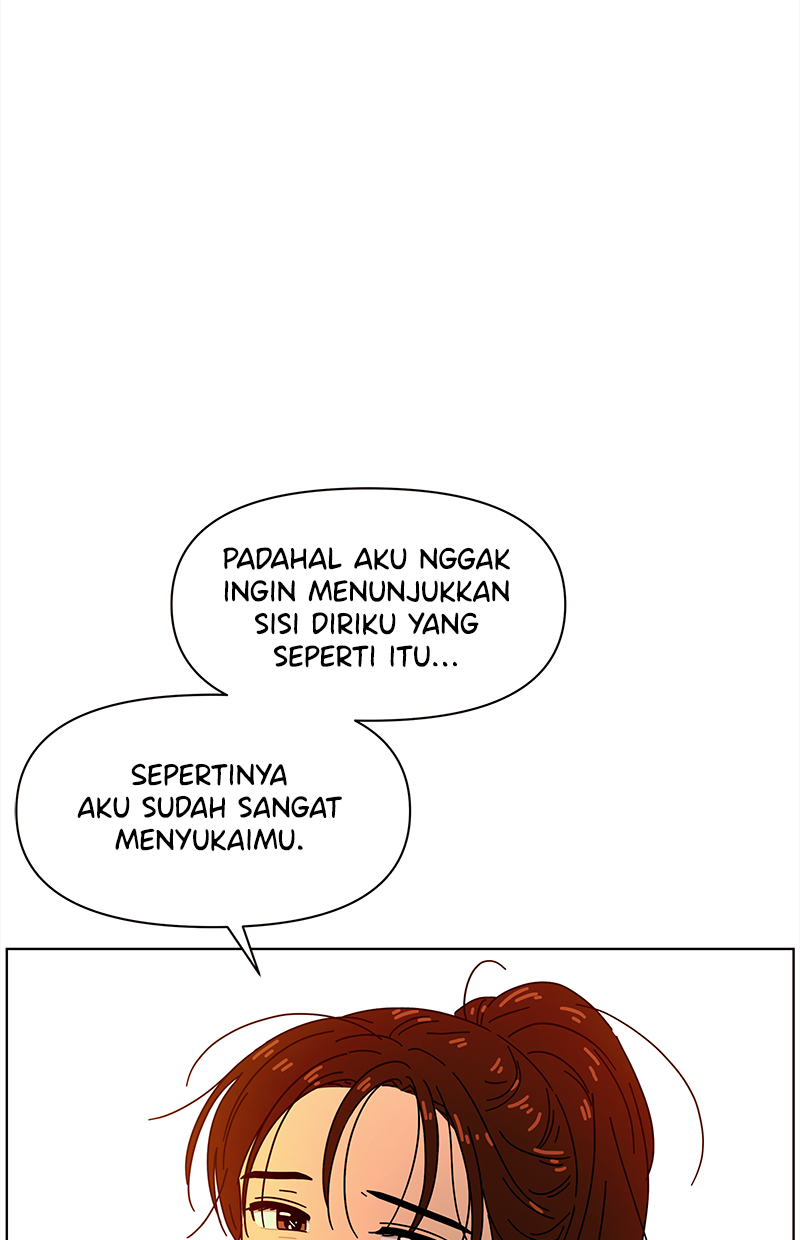 PADAHAL AKU NGGAK
INGIN MENUNJUKKAN
SISI DIRIKU YANG
SEPERTI ITU...
SEPERTINYA
AKU SUDAH SANGAT
MENYUKAIMU.